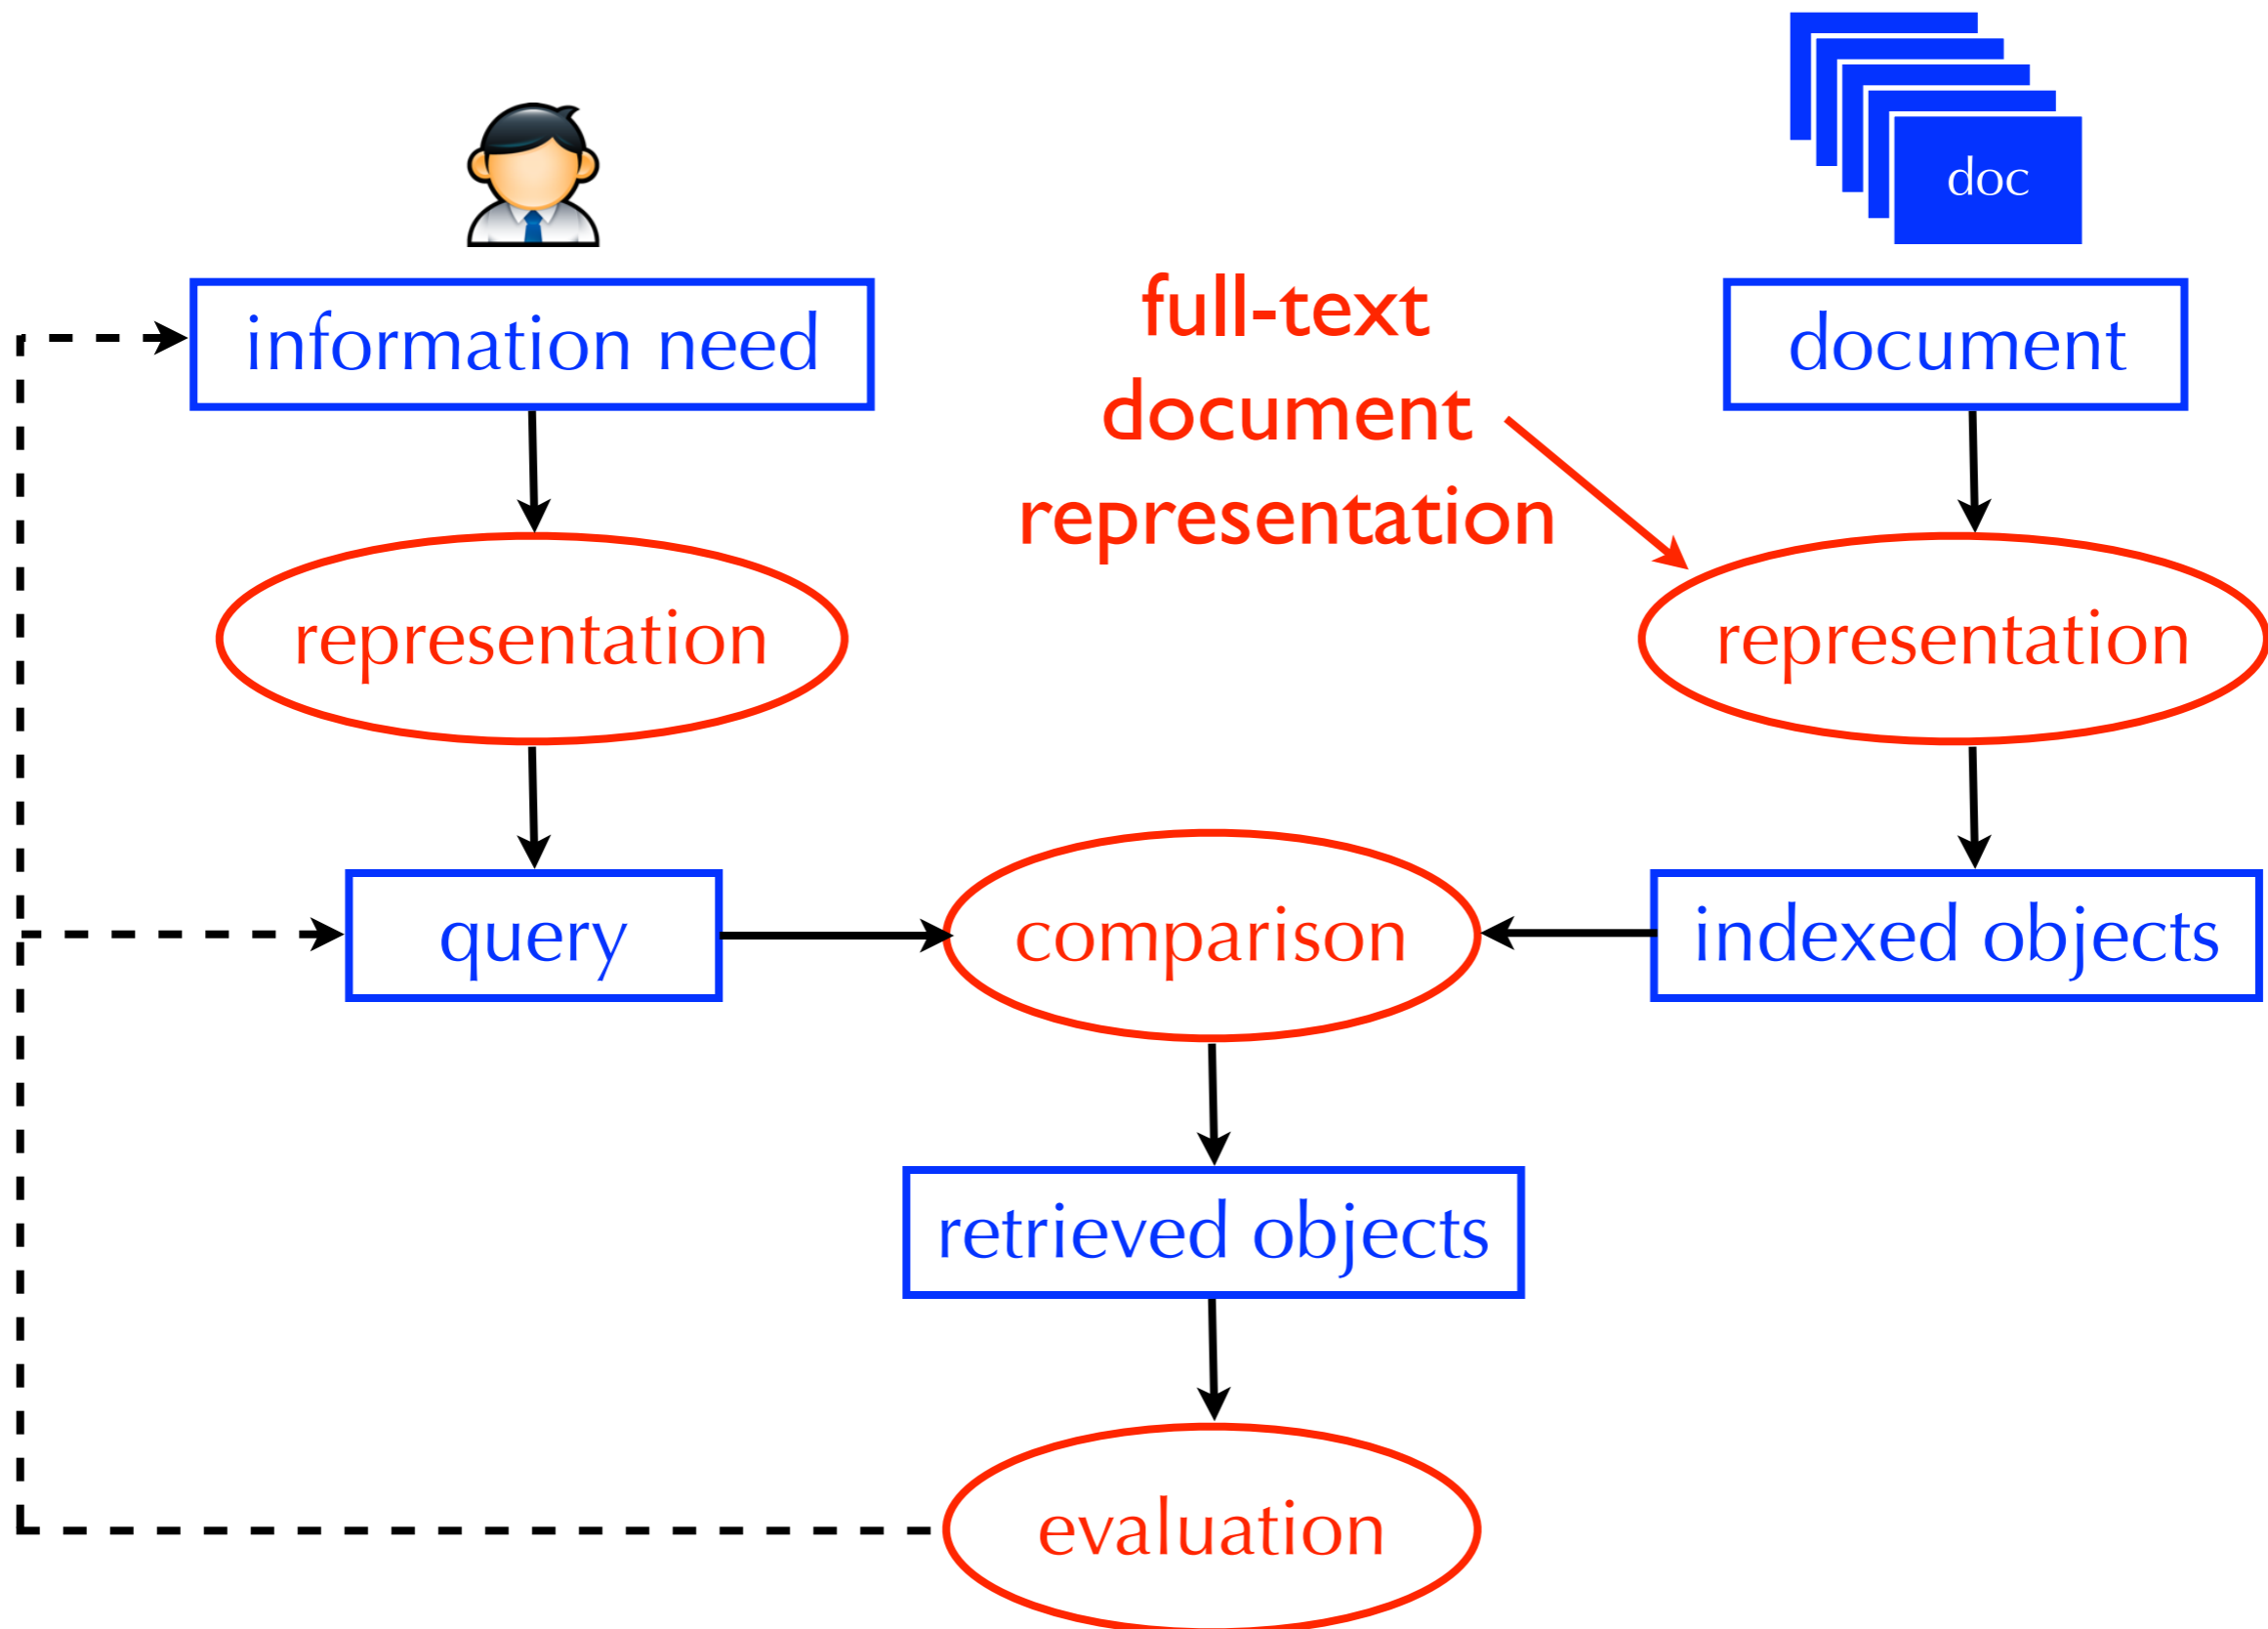 doc
information need
full-text
document
representation
document
representation
representation
query
comparison
indexed objects
retrieved objects
evaluation